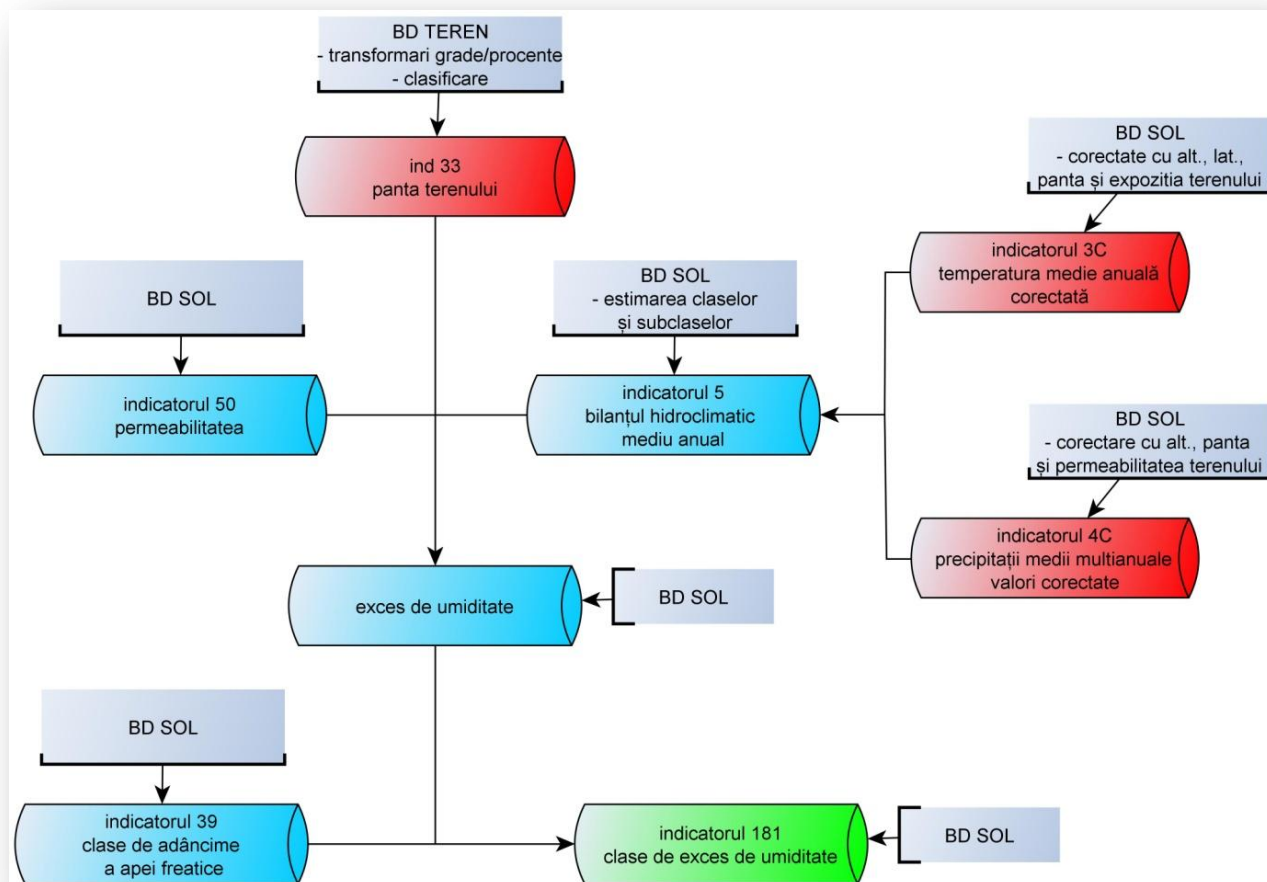 BD TEREN
- transformari grade/procente
- clasificare
ind 33
panta terenului
BD SOL
- corectate cu alt., lat.,
panta și expozitia terenului
indicatorul 3C
temperatura medie anuală
corectată
BD SOL
BD SOL
- estimarea claselor
și subclaselor
indicatorul 50
permeabilitatea
indicatorul 5
bilanțul hidroclimatic
mediu anual
BD SOL
- corectare cu alt., panta
și permeabilitatea terenului
indicatorul 4C
precipitații medii multianuale
valori corectate
exces de umiditate
BD SOL
BD SOL
indicatorul 39
clase de adâncime
a apei freatice
indicatorul 181
clase de exces de umiditate
BD SOL